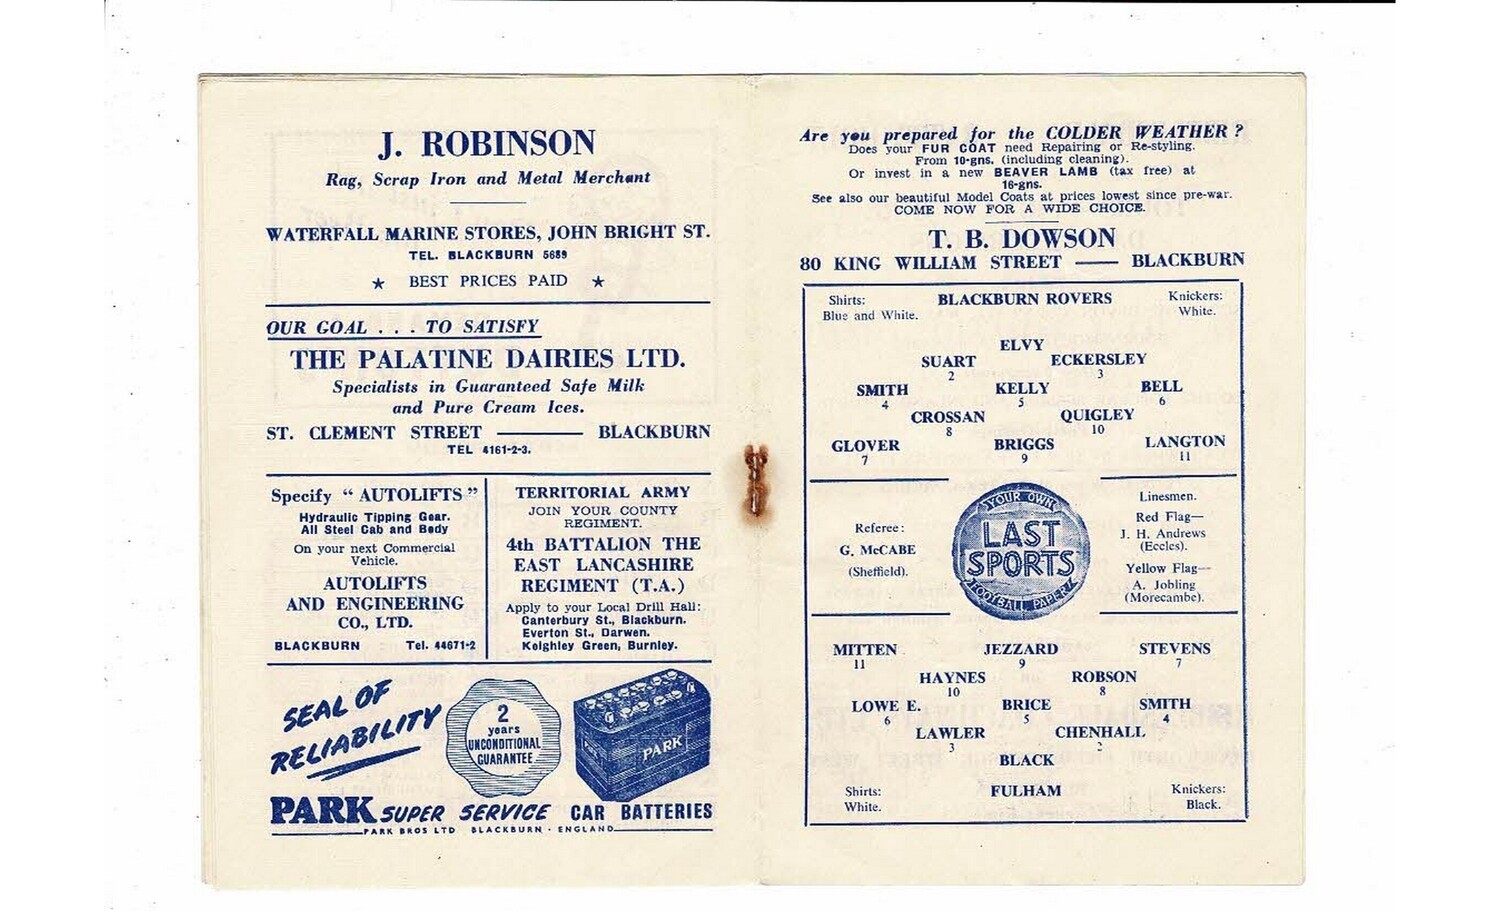 J. ROBINSON
Rag, Scrap Iron and Metal Merchant
WATERFALL MARINE STORES, JOHN BRIGHT ST.
TEL. BLACKBURN 5689
★ BEST PRICES PAID ★
OUR GOAL . . . TO SATISFY
THE PALATINE DAIRIES LTD.
Specialists in Guaranteed Safe Milk
and Pure Cream Ices.
ST. CLEMENT STREET —— BLACKBURN
TEL 4161-2-3.
Specify “ AUTOLIFTS ”
Hydraulic Tipping Gear.
All Steel Cab and Body
On your next Commercial
Vehicle.
AUTOLIFTS
AND ENGINEERING
CO., LTD.
BLACKBURN Tel. 44671-2
TERRITORIAL ARMY
JOIN YOUR COUNTY
REGIMENT.
4th BATTALION THE
EAST LANCASHIRE
REGIMENT (T.A.)
Apply to your Local Drill Hall:
Canterbury St., Blackburn.
Everton St., Darwen.
Keighley Green, Burnley.
SEAL OF
RELIABILITY
2
years
UNCONDITIONAL
GUARANTEE
PARK
PARK SUPER SERVICE CAR BATTERIES
PARK BROS LTD BLACKBURN · ENGLAND
Are you prepared for the COLDER WEATHER ?
Does your FUR COAT need Repairing or Re-styling.
From 10-gns. (including cleaning).
Or invest in a new BEAVER LAMB (tax free) at
16-gns.
See also our beautiful Model Coats at prices lowest since pre-war.
COME NOW FOR A WIDE CHOICE.
T. B. DOWSON
80 KING WILLIAM STREET —— BLACKBURN
Shirts: BLACKBURN ROVERS Knickers:
Blue and White. White.
ELVY
SUART ECKERSLEY
2 3
SMITH KELLY BELL
4 5 6
CROSSAN QUIGLEY
8 10
GLOVER BRIGGS LANGTON
7 9 11
Referee:
G. McCABE
(Sheffield).
YOUR OWN
LAST
SPORTS
FOOTBALL PAPER
Linesmen.
Red Flag—
J. H. Andrews
(Eccles).
Yellow Flag—
A. Jobling
(Morecambe).
MITTEN JEZZARD STEVENS
11 9 7
HAYNES ROBSON
10 8
LOWE E. BRICE SMITH
6 5 4
LAWLER CHENHALL
3 2
BLACK
Shirts: FULHAM Knickers:
White. Black.